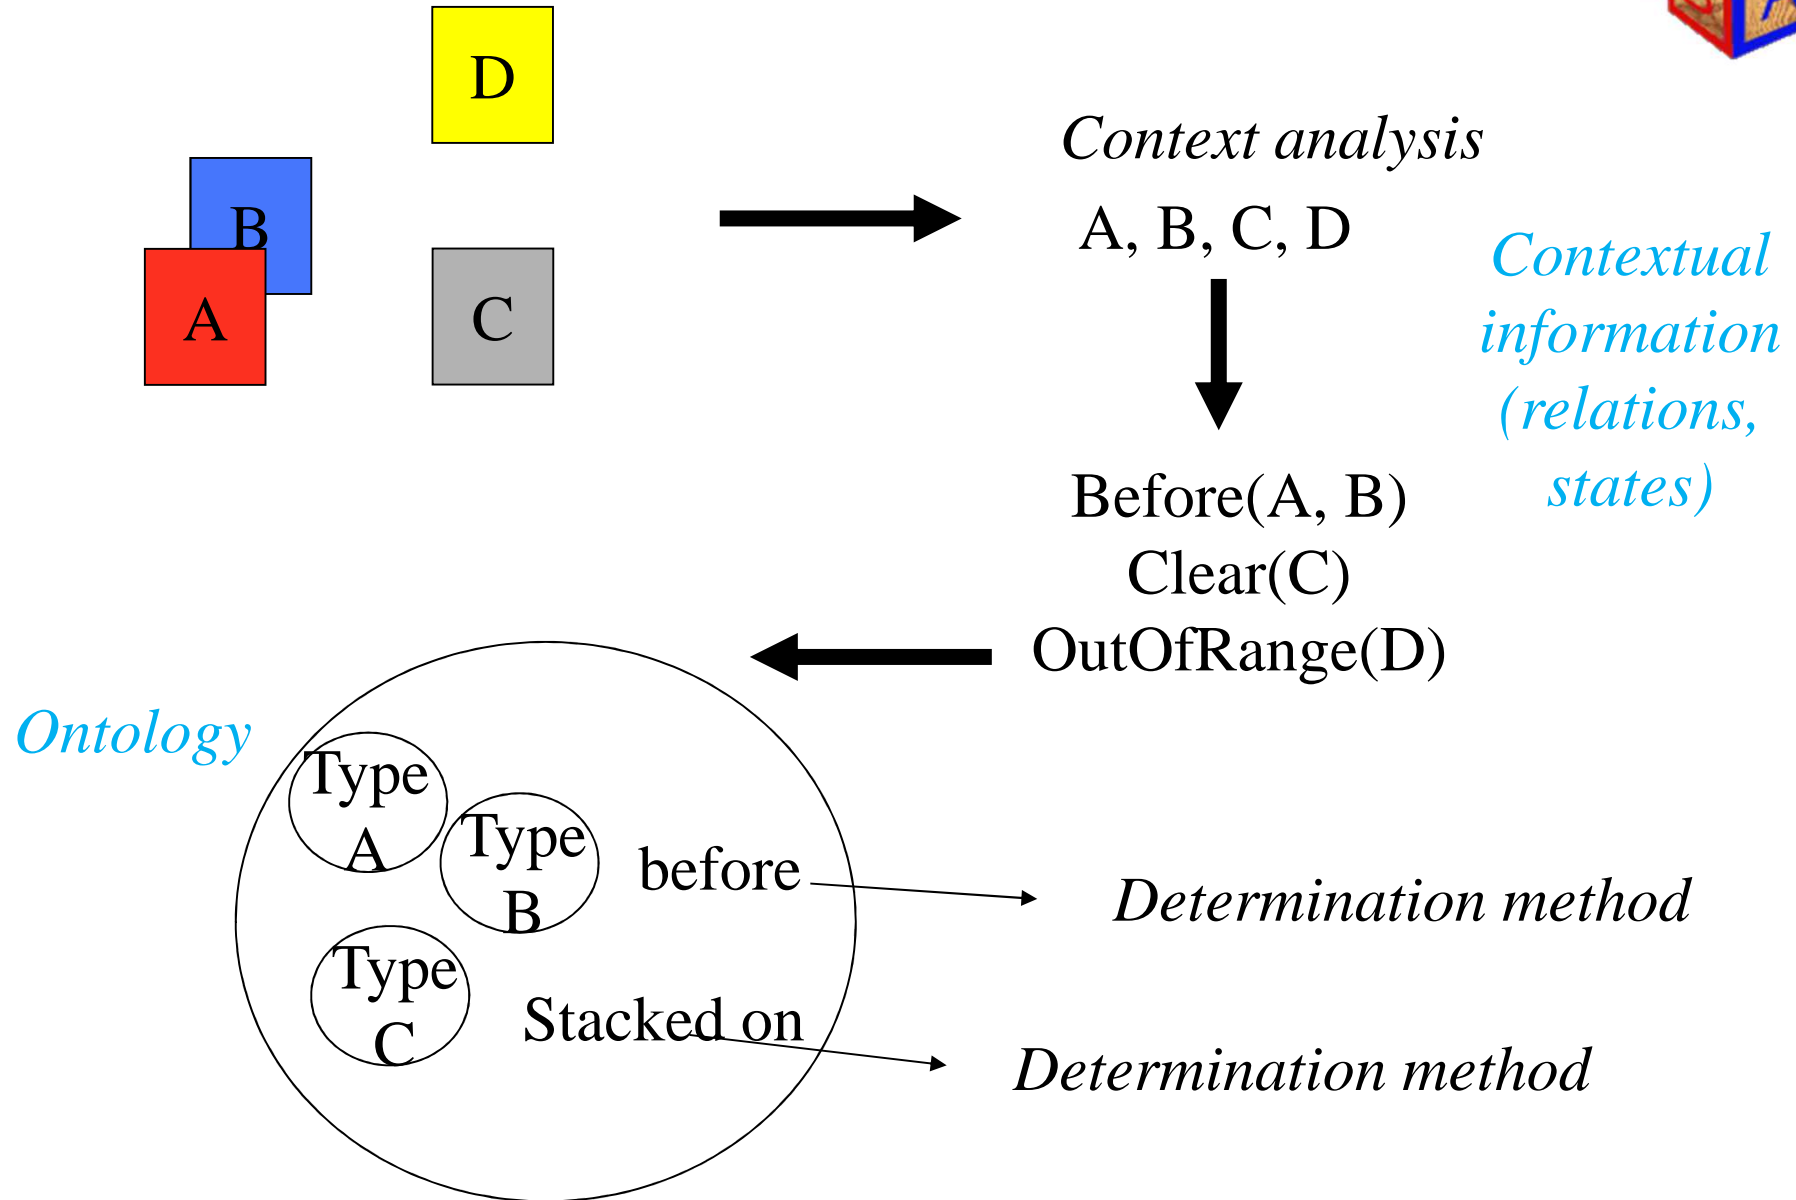 D
B
A
C
Context analysis
A, B, C, D
Contextual
information
(relations,
states)
Before(A, B)
Clear(C)
OutOfRange(D)
Ontology
Type
A
Type
B
before
Type
C
Stacked on
Determination method
Determination method